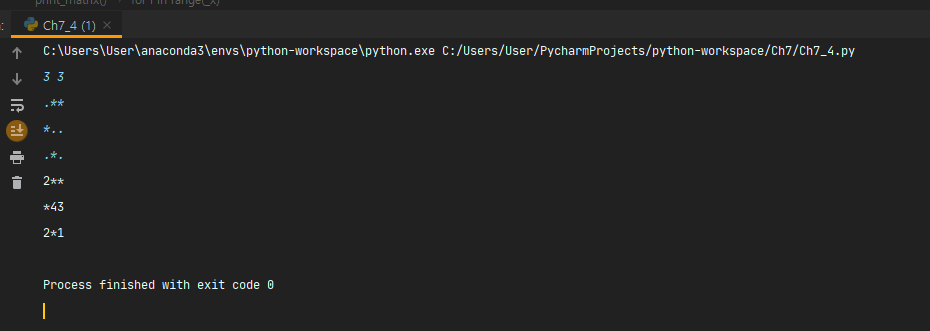 print_matrix() › for i in range(_x)
: Ch7_4 (1) ×
C:\Users\User\anaconda3\envs\python-workspace\python.exe C:/Users/User/PycharmProjects/python-workspace/Ch7/Ch7_4.py
3 3
.**
*..
.*.
2**
*43
2*1
Process finished with exit code 0